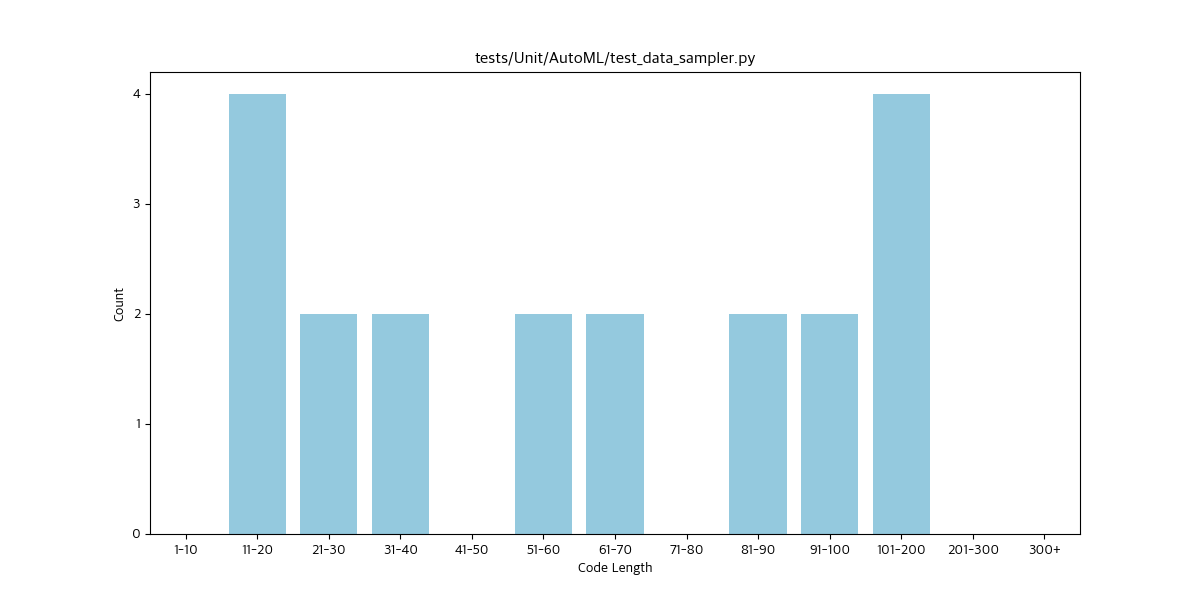 tests/Unit/AutoML/test_data_sampler.py
4
3
2
1
0
Count
1-10 11-20 21-30 31-40 41-50 51-60 61-70 71-80 81-90 91-100 101-200 201-300 300+
Code Length